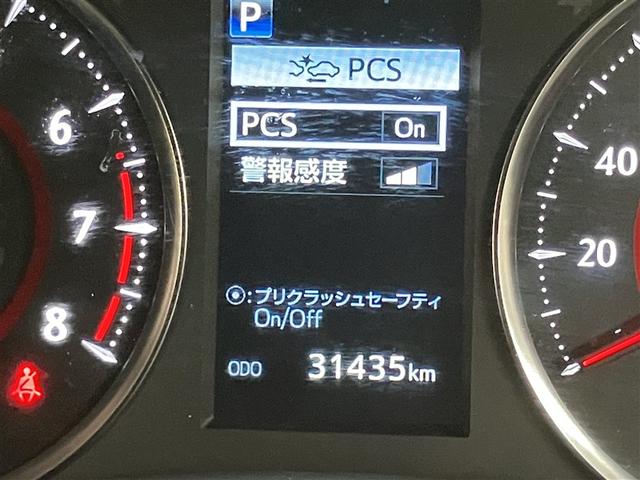 P
PCS
PCS On
警報感度
: プリクラッシュセーフティ
On/Off
ODO 31435km
6
7
8
40
20